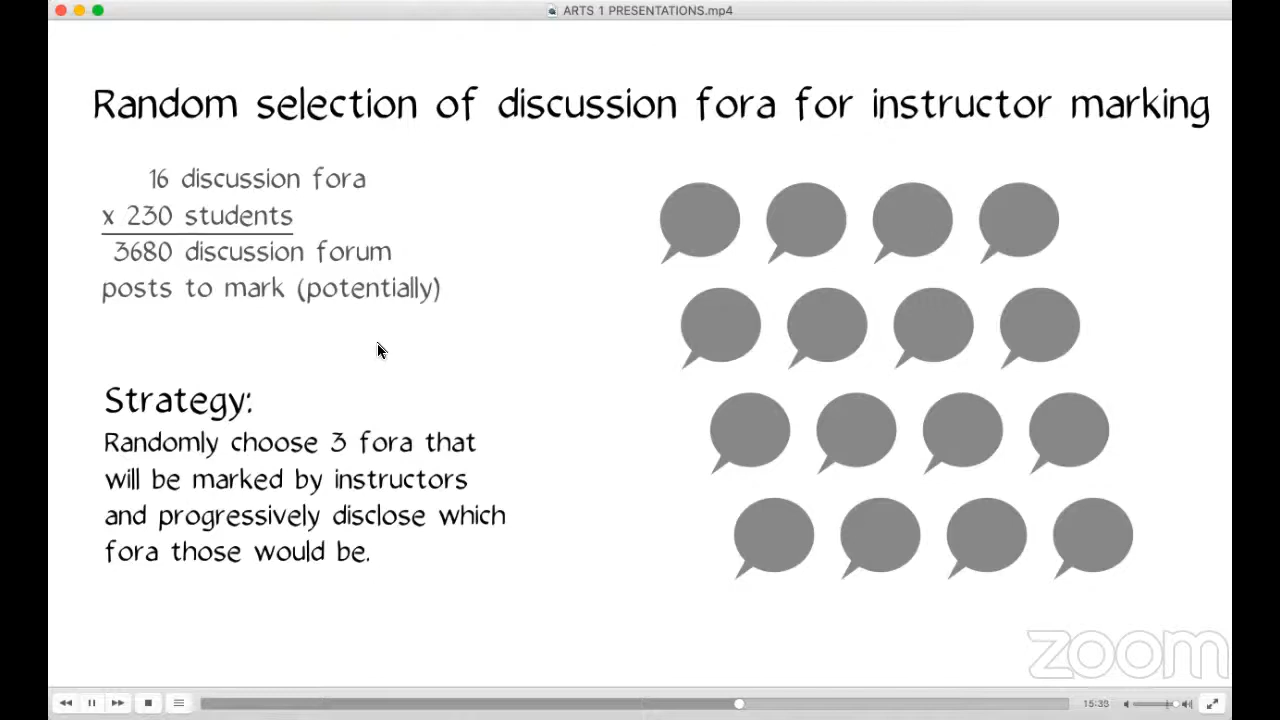 ARTS 1 PRESENTATIONS.mp4
Random selection of discussion fora for instructor marking
16 discussion fora
x 230 students
3680 discussion forum
posts to mark (potentially)
Strategy:
Randomly choose 3 fora that
will be marked by instructors
and progressively disclose which
fora those would be.
zoom
15:38